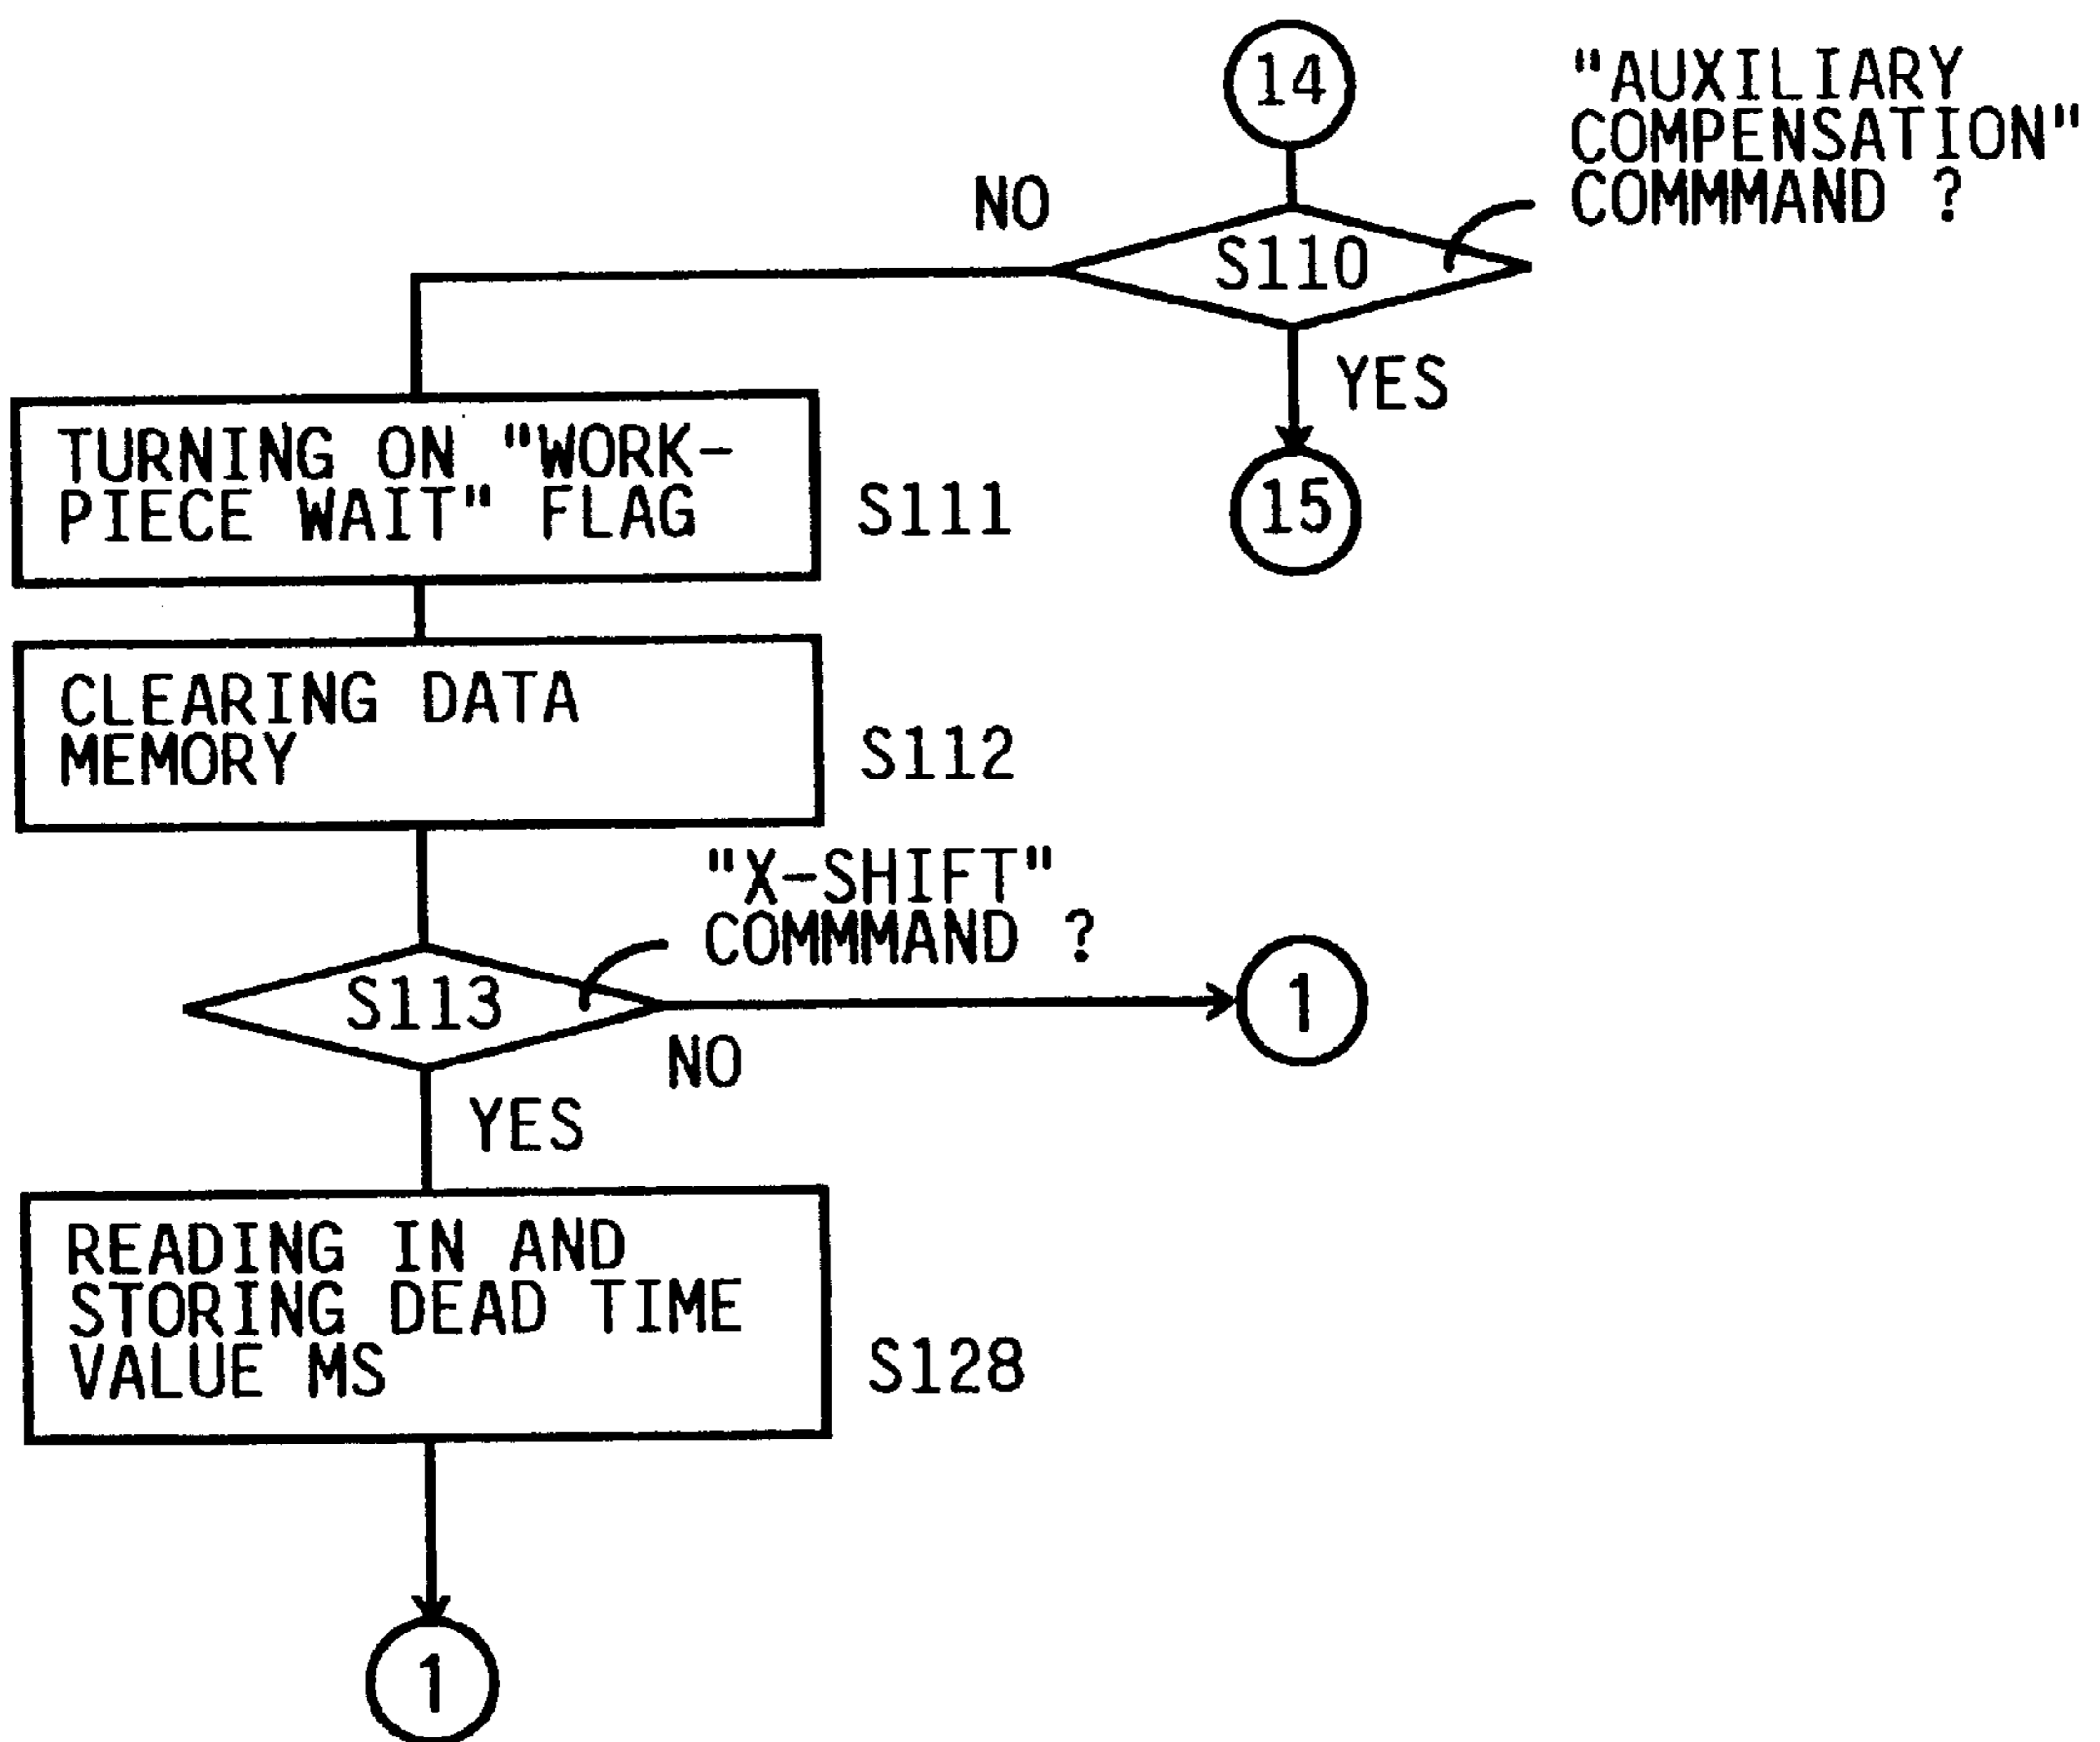 14
"AUXILIARY
COMPENSATION"
COMMMAND ?
NO
S110
YES
15
TURNING ON "WORK-
PIECE WAIT" FLAG
S111
CLEARING DATA
MEMORY
S112
"X-SHIFT"
COMMMAND ?
S113
NO
1
YES
READING IN AND
STORING DEAD TIME
VALUE MS
S128
1